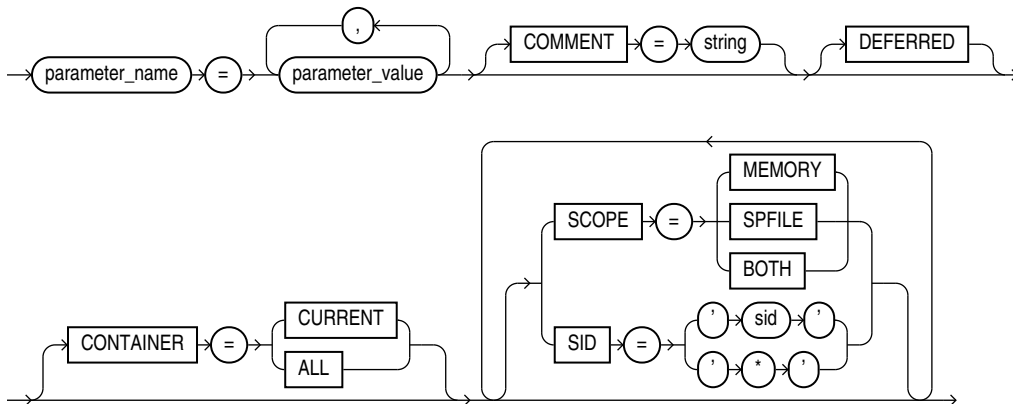 ,
COMMENT = string
DEFERRED
parameter_name = parameter_value
MEMORY
SCOPE = SPFILE
BOTH
CURRENT
CONTAINER = ALL
' sid '
SID =
' * '